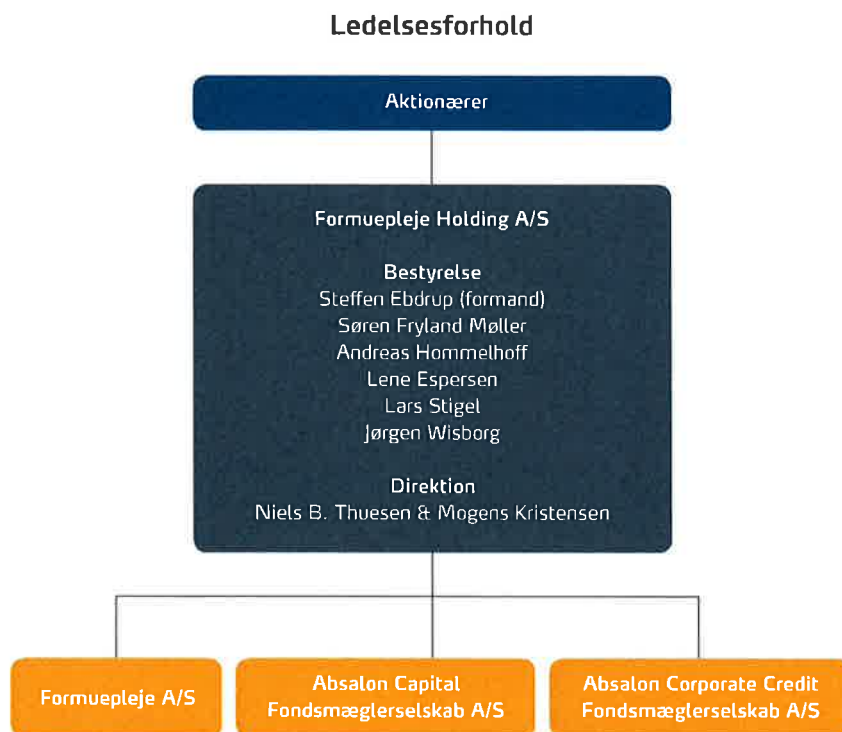 Ledelsesforhold
Aktionærer
Formuepleje Holding A/S
Bestyrelse
Steffen Ebdrup (formand)
Søren Fryland Møller
Andreas Hommelhoff
Lene Espersen
Lars Stigel
Jørgen Wisborg
Direktion
Niels B. Thuesen & Mogens Kristensen
Formuepleje A/S
Absalon Capital
Fondsmæglerselskab A/S
Absalon Corporate Credit
Fondsmæglerselskab A/S